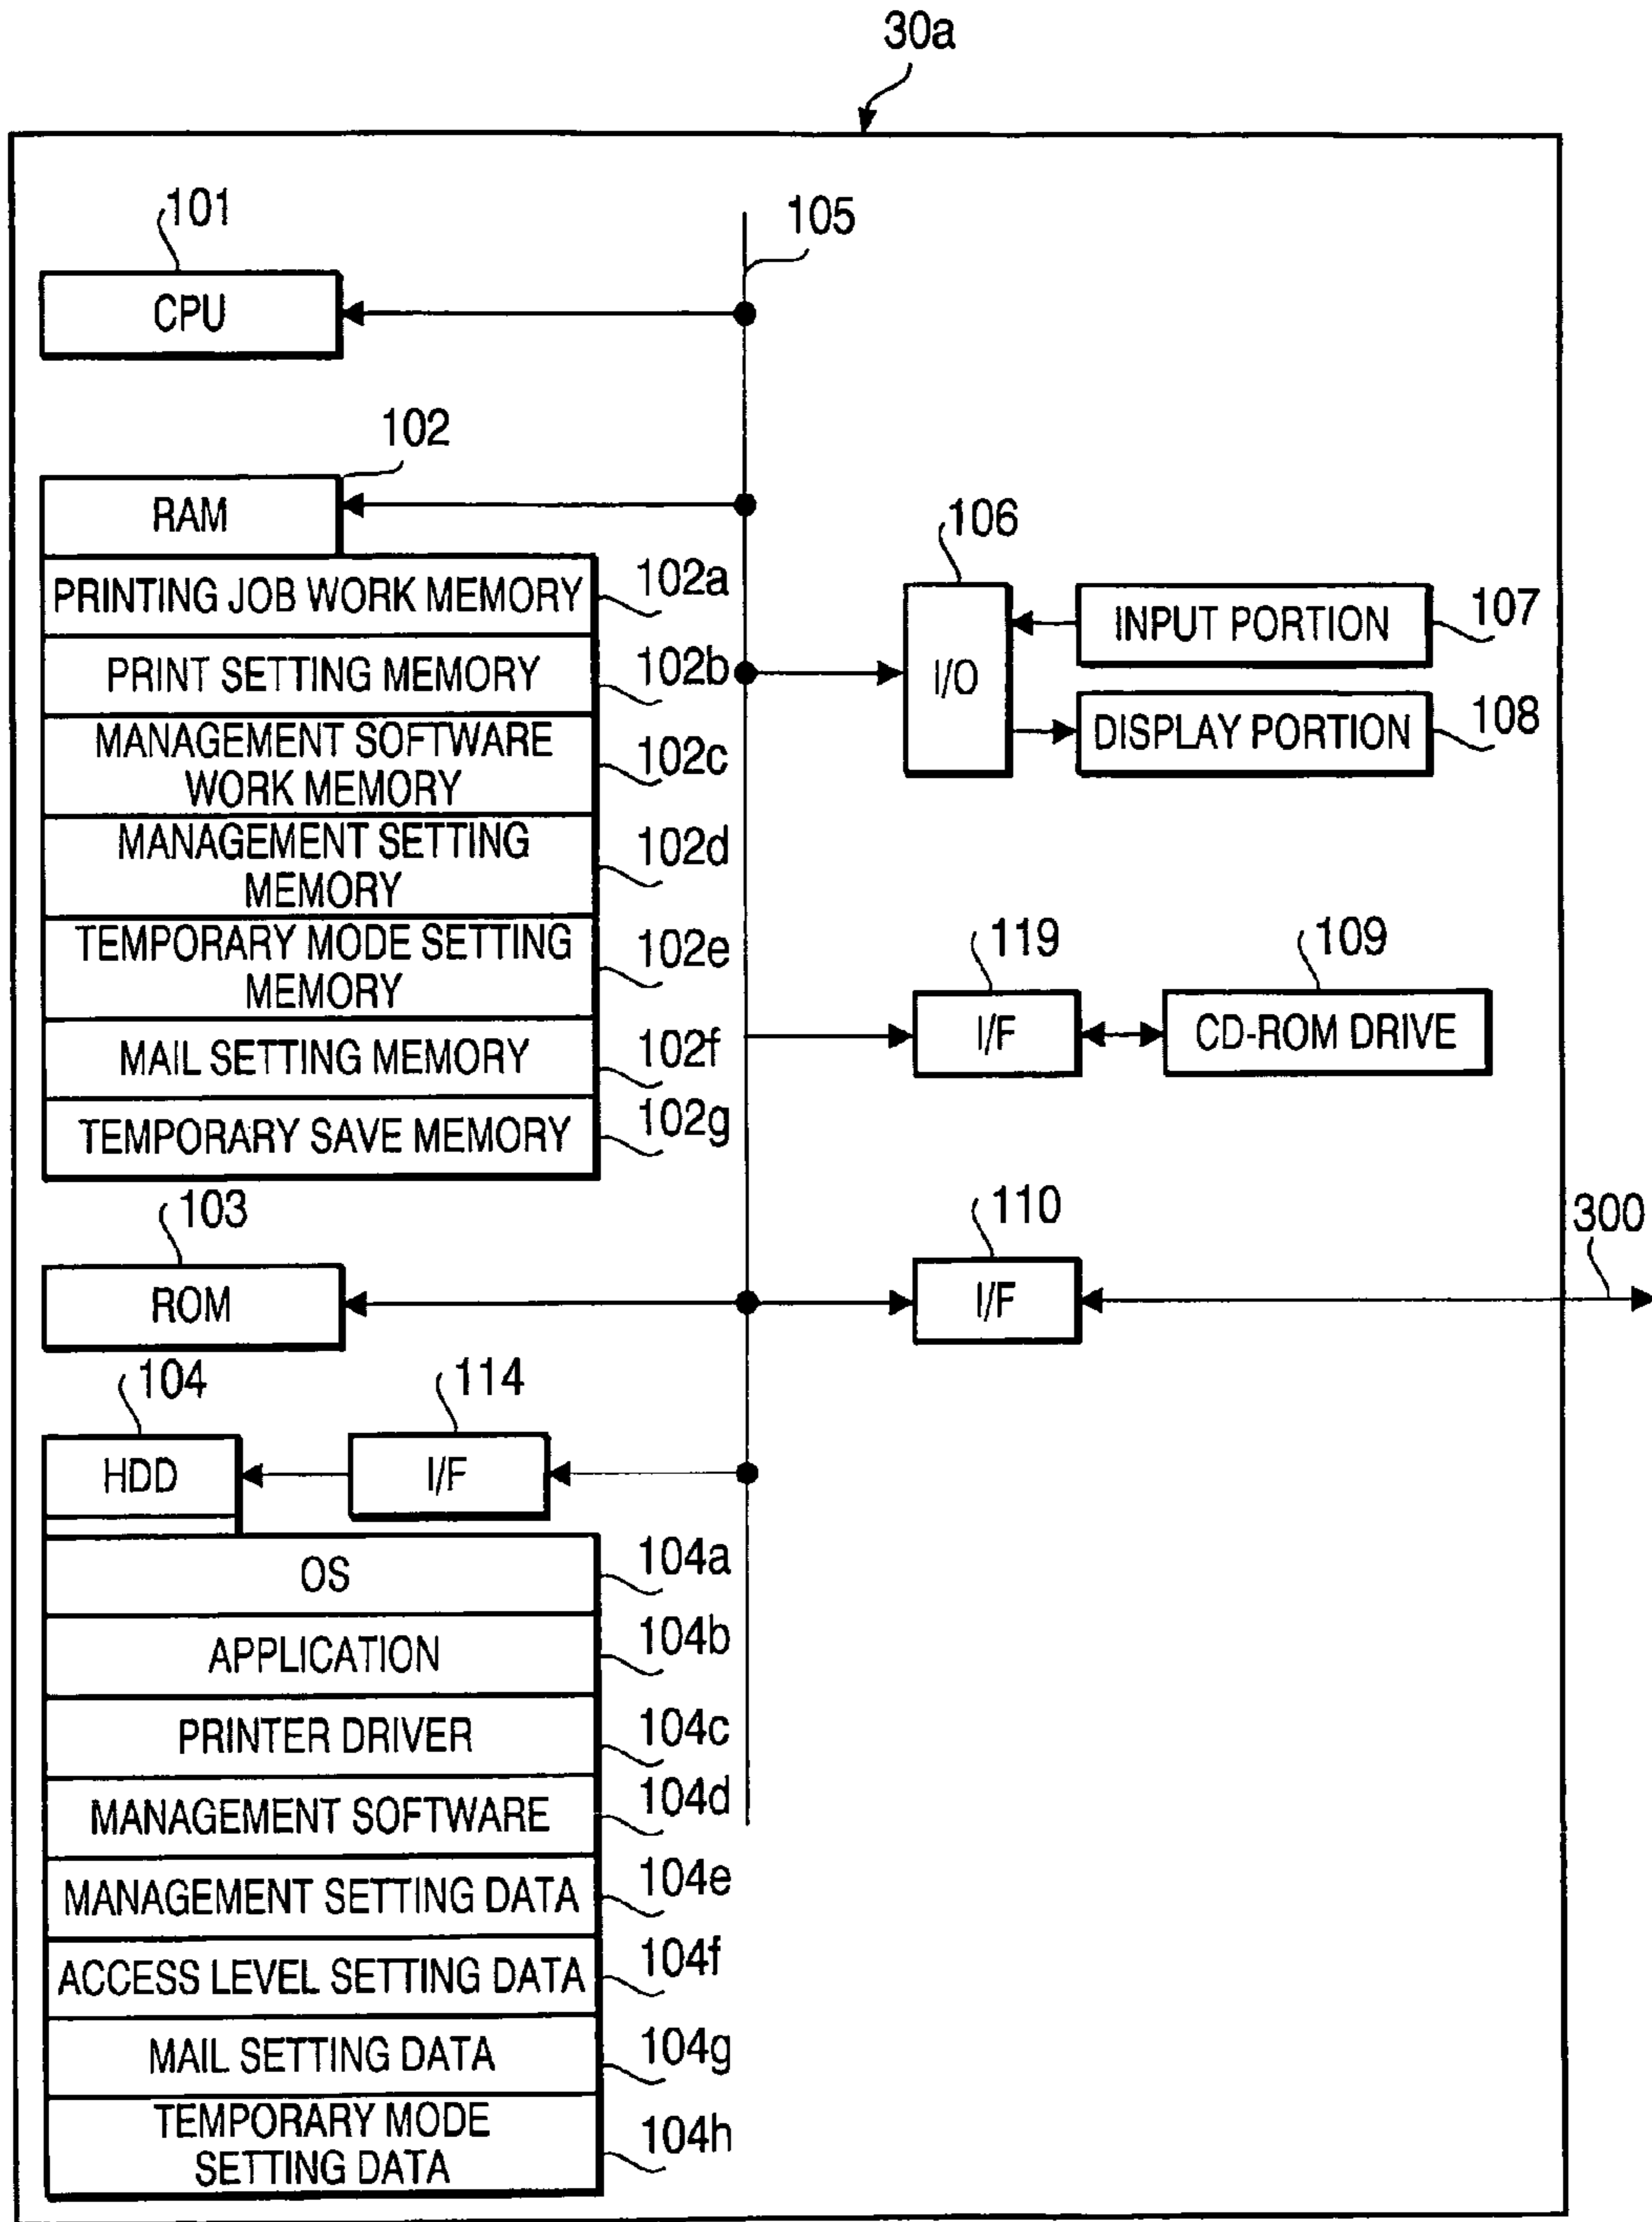 30a
101
105
CPU
102
RAM
106
PRINTING JOB WORK MEMORY
102a
INPUT PORTION
107
PRINT SETTING MEMORY
102b
I/O
MANAGEMENT SOFTWARE
WORK MEMORY
102c
DISPLAY PORTION
108
MANAGEMENT SETTING
MEMORY
102d
TEMPORARY MODE SETTING
MEMORY
102e
119
109
MAIL SETTING MEMORY
102f
I/F
CD-ROM DRIVE
TEMPORARY SAVE MEMORY
102g
103
110
300
ROM
I/F
104
114
HDD
I/F
OS
104a
APPLICATION
104b
PRINTER DRIVER
104c
MANAGEMENT SOFTWARE
104d
MANAGEMENT SETTING DATA
104e
ACCESS LEVEL SETTING DATA
104f
MAIL SETTING DATA
104g
TEMPORARY MODE
SETTING DATA
104h